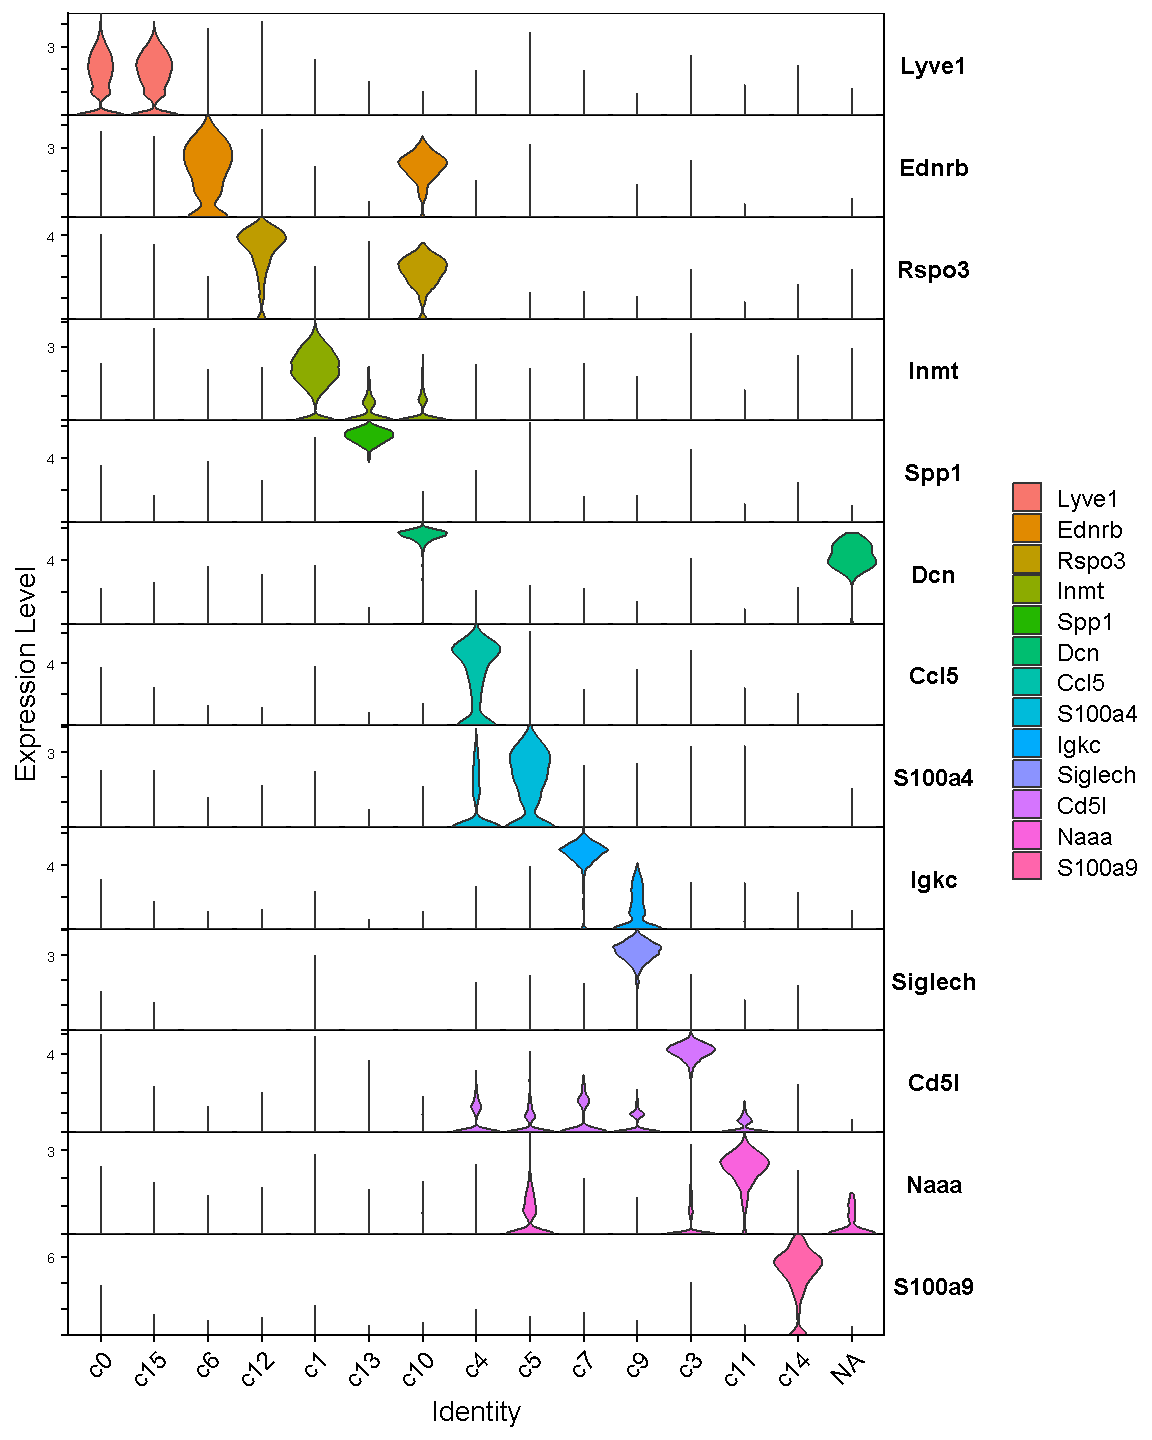 Expression Level
3
Lyve1
3
Ednrb
4
Rspo3
3
Inmt
4
Spp1
4
Dcn
4
Ccl5
3
S100a4
4
Igkc
3
Siglech
4
Cd5l
3
Naaa
6
S100a9
c0 c15 c6 c12 c1 c13 c10 c4 c5 c7 c9 c3 c11 c14 NA
Identity
Lyve1
Ednrb
Rspo3
Inmt
Spp1
Dcn
Ccl5
S100a4
Igkc
Siglech
Cd5l
Naaa
S100a9